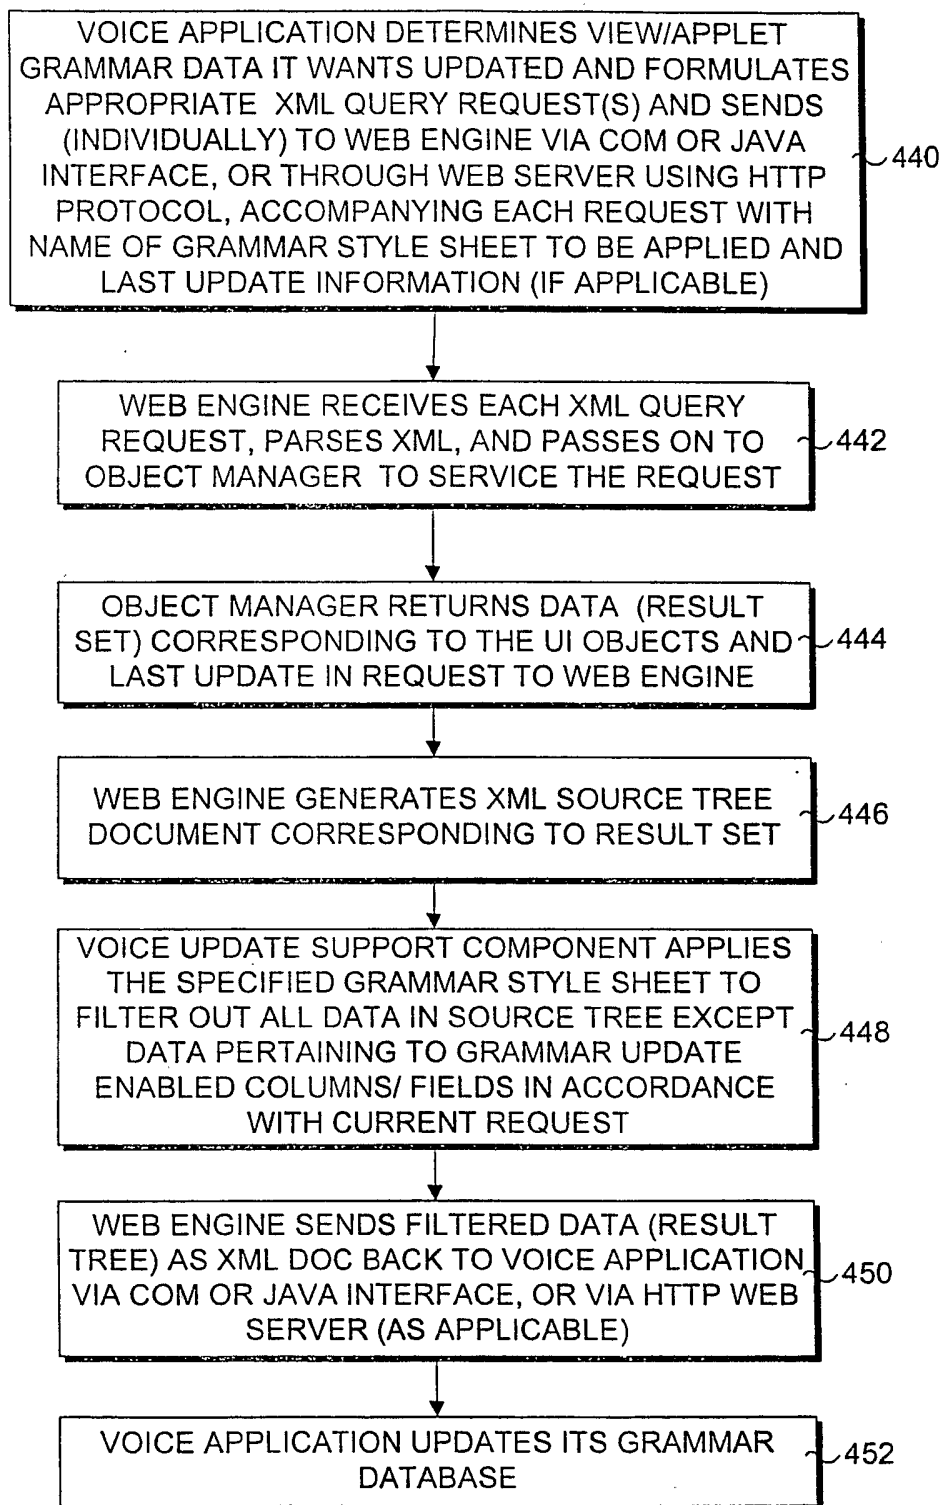 VOICE APPLICATION DETERMINES VIEW/APPLET
GRAMMAR DATA IT WANTS UPDATED AND FORMULATES
APPROPRIATE XML QUERY REQUEST(S) AND SENDS
(INDIVIDUALLY) TO WEB ENGINE VIA COM OR JAVA
INTERFACE, OR THROUGH WEB SERVER USING HTTP
PROTOCOL, ACCOMPANYING EACH REQUEST WITH
NAME OF GRAMMAR STYLE SHEET TO BE APPLIED AND
LAST UPDATE INFORMATION (IF APPLICABLE)
440
WEB ENGINE RECEIVES EACH XML QUERY
REQUEST, PARSES XML, AND PASSES ON TO
OBJECT MANAGER TO SERVICE THE REQUEST
442
OBJECT MANAGER RETURNS DATA (RESULT
SET) CORRESPONDING TO THE UI OBJECTS AND
LAST UPDATE IN REQUEST TO WEB ENGINE
444
WEB ENGINE GENERATES XML SOURCE TREE
DOCUMENT CORRESPONDING TO RESULT SET
446
VOICE UPDATE SUPPORT COMPONENT APPLIES
THE SPECIFIED GRAMMAR STYLE SHEET TO
FILTER OUT ALL DATA IN SOURCE TREE EXCEPT
DATA PERTAINING TO GRAMMAR UPDATE
ENABLED COLUMNS/ FIELDS IN ACCORDANCE
WITH CURRENT REQUEST
448
WEB ENGINE SENDS FILTERED DATA (RESULT
TREE) AS XML DOC BACK TO VOICE APPLICATION
VIA COM OR JAVA INTERFACE, OR VIA HTTP WEB
SERVER (AS APPLICABLE)
450
VOICE APPLICATION UPDATES ITS GRAMMAR
DATABASE
452